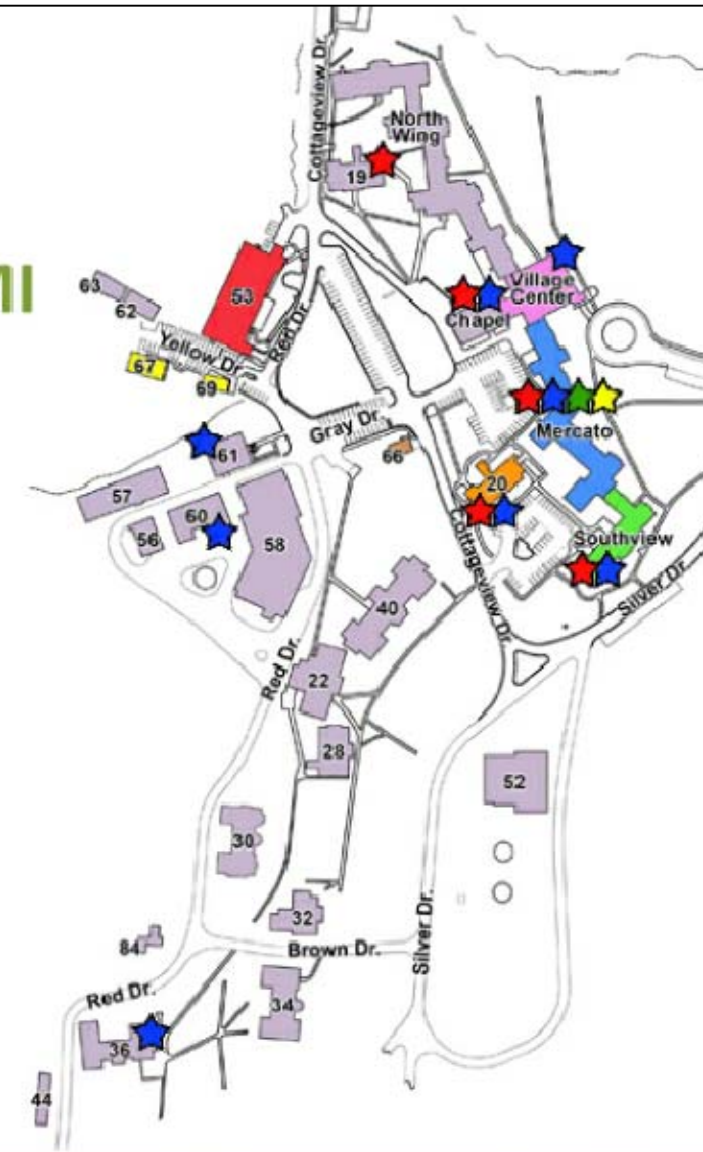 Cottageview Dr.
North
Wing
19
63
62
53
Village
Center
Chapel
Red Dr.
Yellow Dr.
67
69
Gray Dr.
Mercato
66
61
20
57
60
56
58
Southview
Cottageview Dr.
Silver Dr.
40
Red Dr.
22
28
52
30
32
84
Brown Dr.
Silver Dr.
Red Dr.
34
36
44